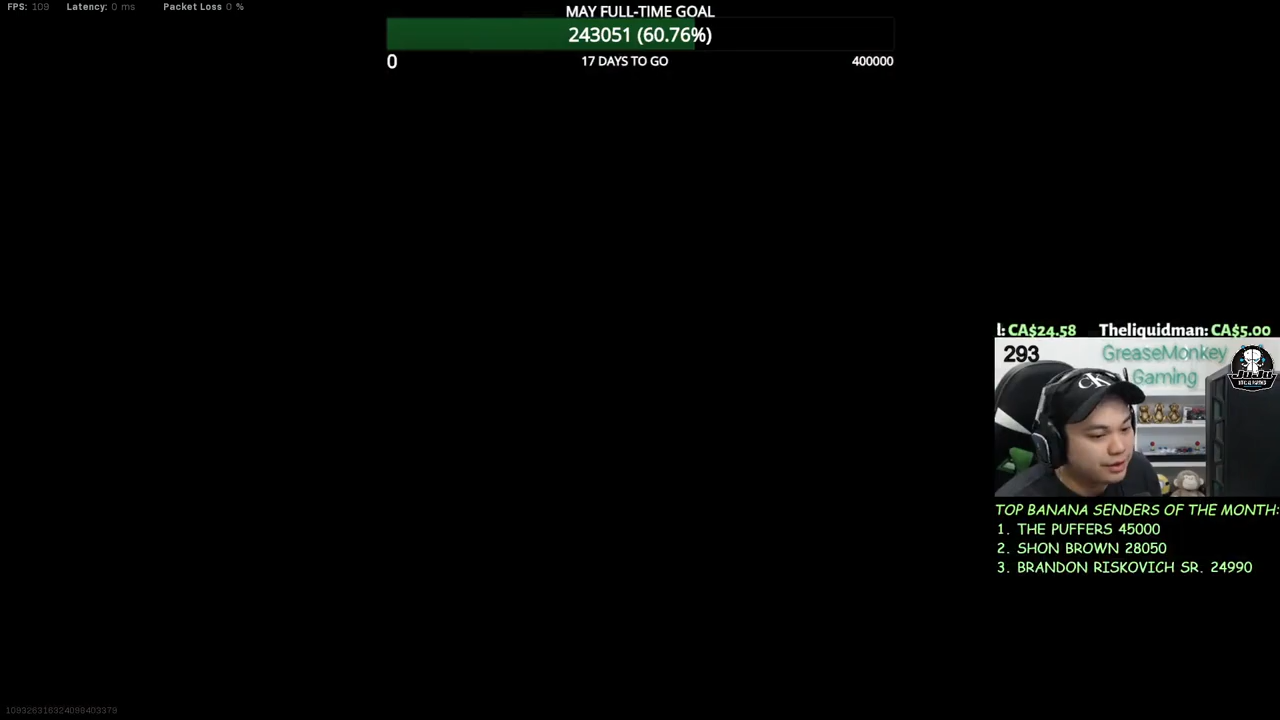 FPS: 109 Latency: 0 ms Packet Loss 0 %
MAY FULL-TIME GOAL
243051 (60.76%)
0 17 DAYS TO GO 400000
l: CA$24.58 Theliquidman: CA$5.00
293
GreaseMonkey
Gaming
CK
TOP BANANA SENDERS OF THE MONTH:
1. THE PUFFERS 45000
2. SHON BROWN 28050
3. BRANDON RISKOVICH SR. 24990